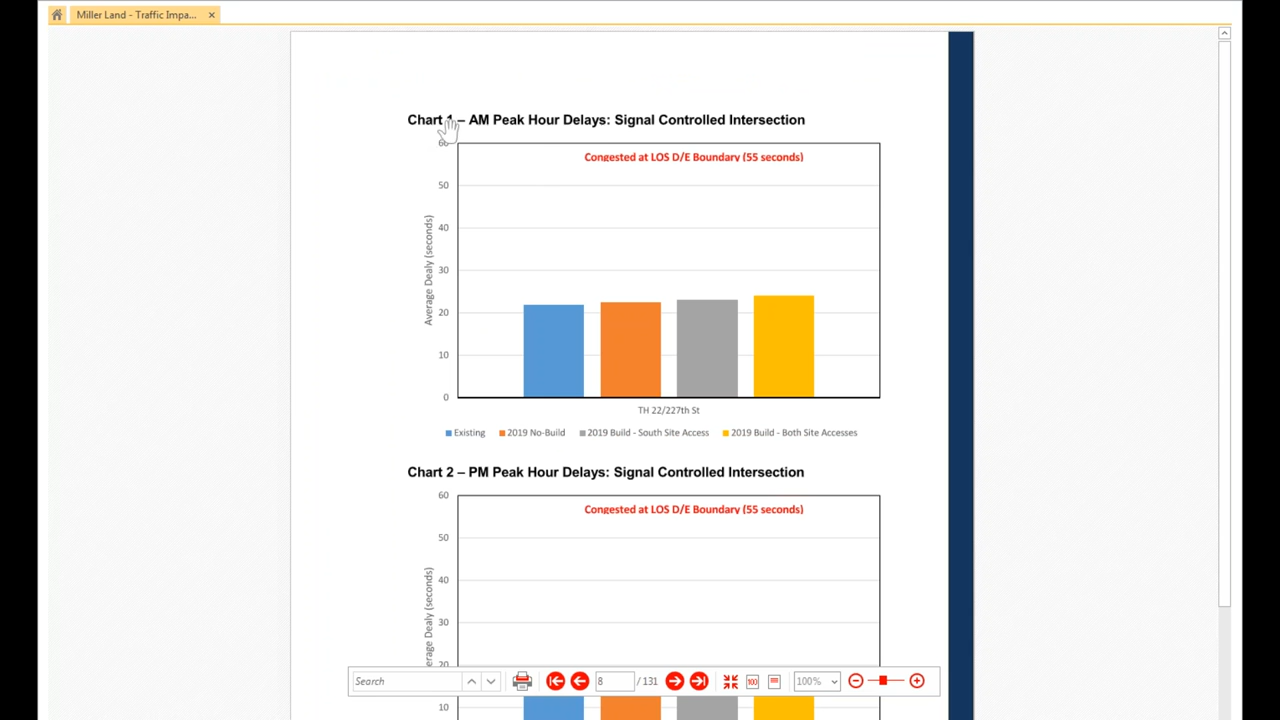 Miller Land - Traffic Impa...
Chart 1 – AM Peak Hour Delays: Signal Controlled Intersection
60
Congested at LOS D/E Boundary (55 seconds)
50
40
30
20
10
0
Average Dealy (seconds)
TH 22/227th St
Existing 2019 No-Build 2019 Build - South Site Access 2019 Build - Both Site Accesses
Chart 2 – PM Peak Hour Delays: Signal Controlled Intersection
60
Congested at LOS D/E Boundary (55 seconds)
50
40
30
20
10
Dealy (seconds)
Search 8 / 131 100 100%